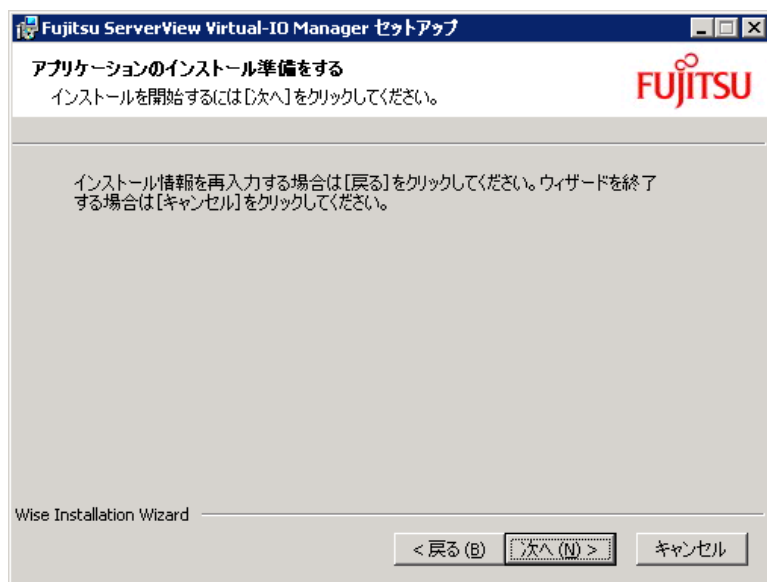 Fujitsu ServerView Virtual-IO Manager セットアップ
アプリケーションのインストール準備をする
インストールを開始するには[次へ]をクリックしてください。
FUJITSU
インストール情報を再入力する場合は[戻る]をクリックしてください。ウィザードを終了
する場合は[キャンセル]をクリックしてください。
Wise Installation Wizard
< 戻る(B) 次へ(N) > キャンセル